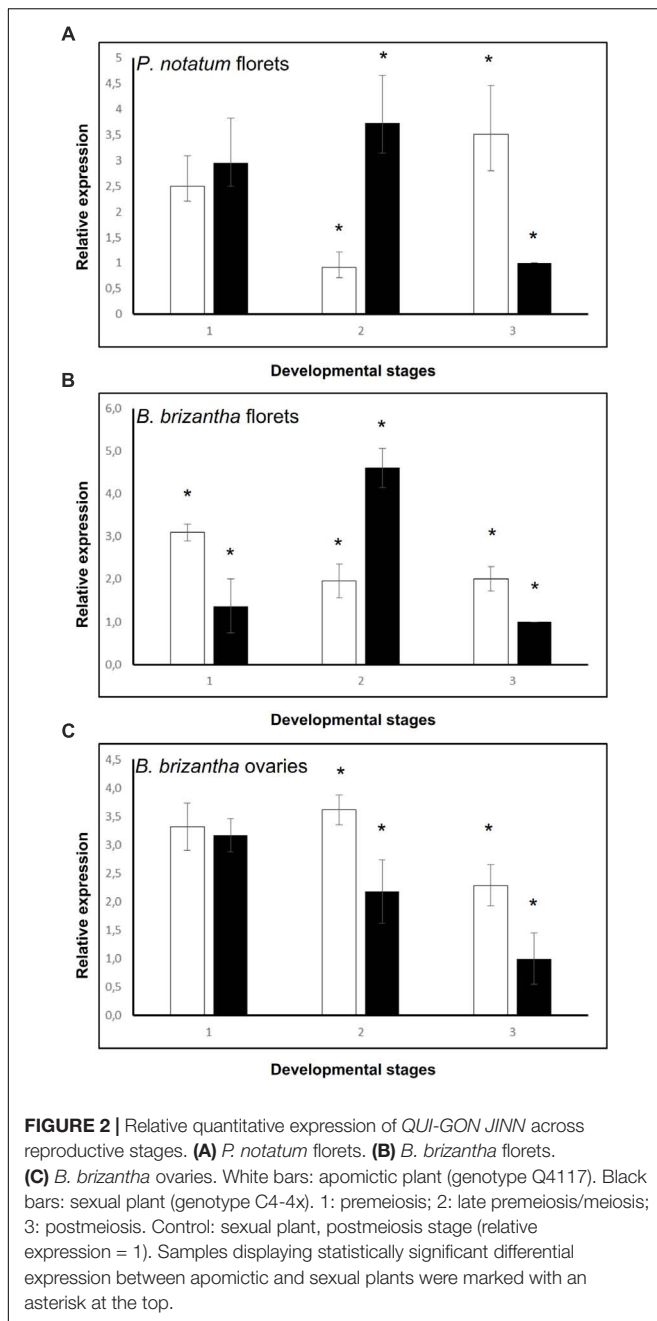 A
P. notatum florets
Relative expression
5
4,5
4
3,5
3
2,5
2
1,5
1
0,5
0
* * * *
1 2 3
Developmental stages
B
B. brizantha florets
Relative expression
6,0
5,0
4,0
3,0
2,0
1,0
0,0
* * * * * *
1 2 3
Developmental stages
C
B. brizantha ovaries
Relative expression
4,5
4,0
3,5
3,0
2,5
2,0
1,5
1,0
0,5
0,0
* * * *
1 2 3
Developmental stages
FIGURE 2 | Relative quantitative expression of QUI-GON JINN across
reproductive stages. (A) P. notatum florets. (B) B. brizantha florets.
(C) B. brizantha ovaries. White bars: apomictic plant (genotype Q4117). Black
bars: sexual plant (genotype C4-4x). 1: premeiosis; 2: late premeiosis/meiosis;
3: postmeiosis. Control: sexual plant, postmeiosis stage (relative
expression = 1). Samples displaying statistically significant differential
expression between apomictic and sexual plants were marked with an
asterisk at the top.